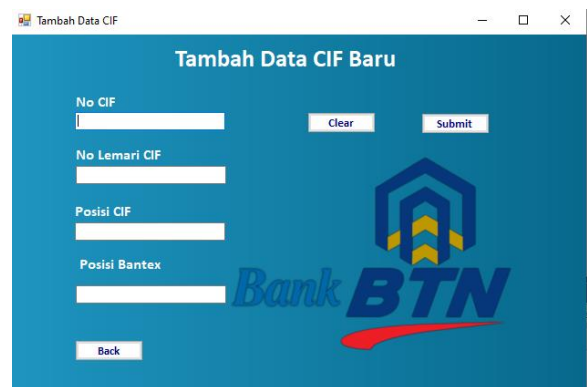 Tambah Data CIF
Tambah Data CIF Baru
No CIF
Clear
Submit
No Lemari CIF
Posisi CIF
Posisi Bantex
Bank BTN
Back